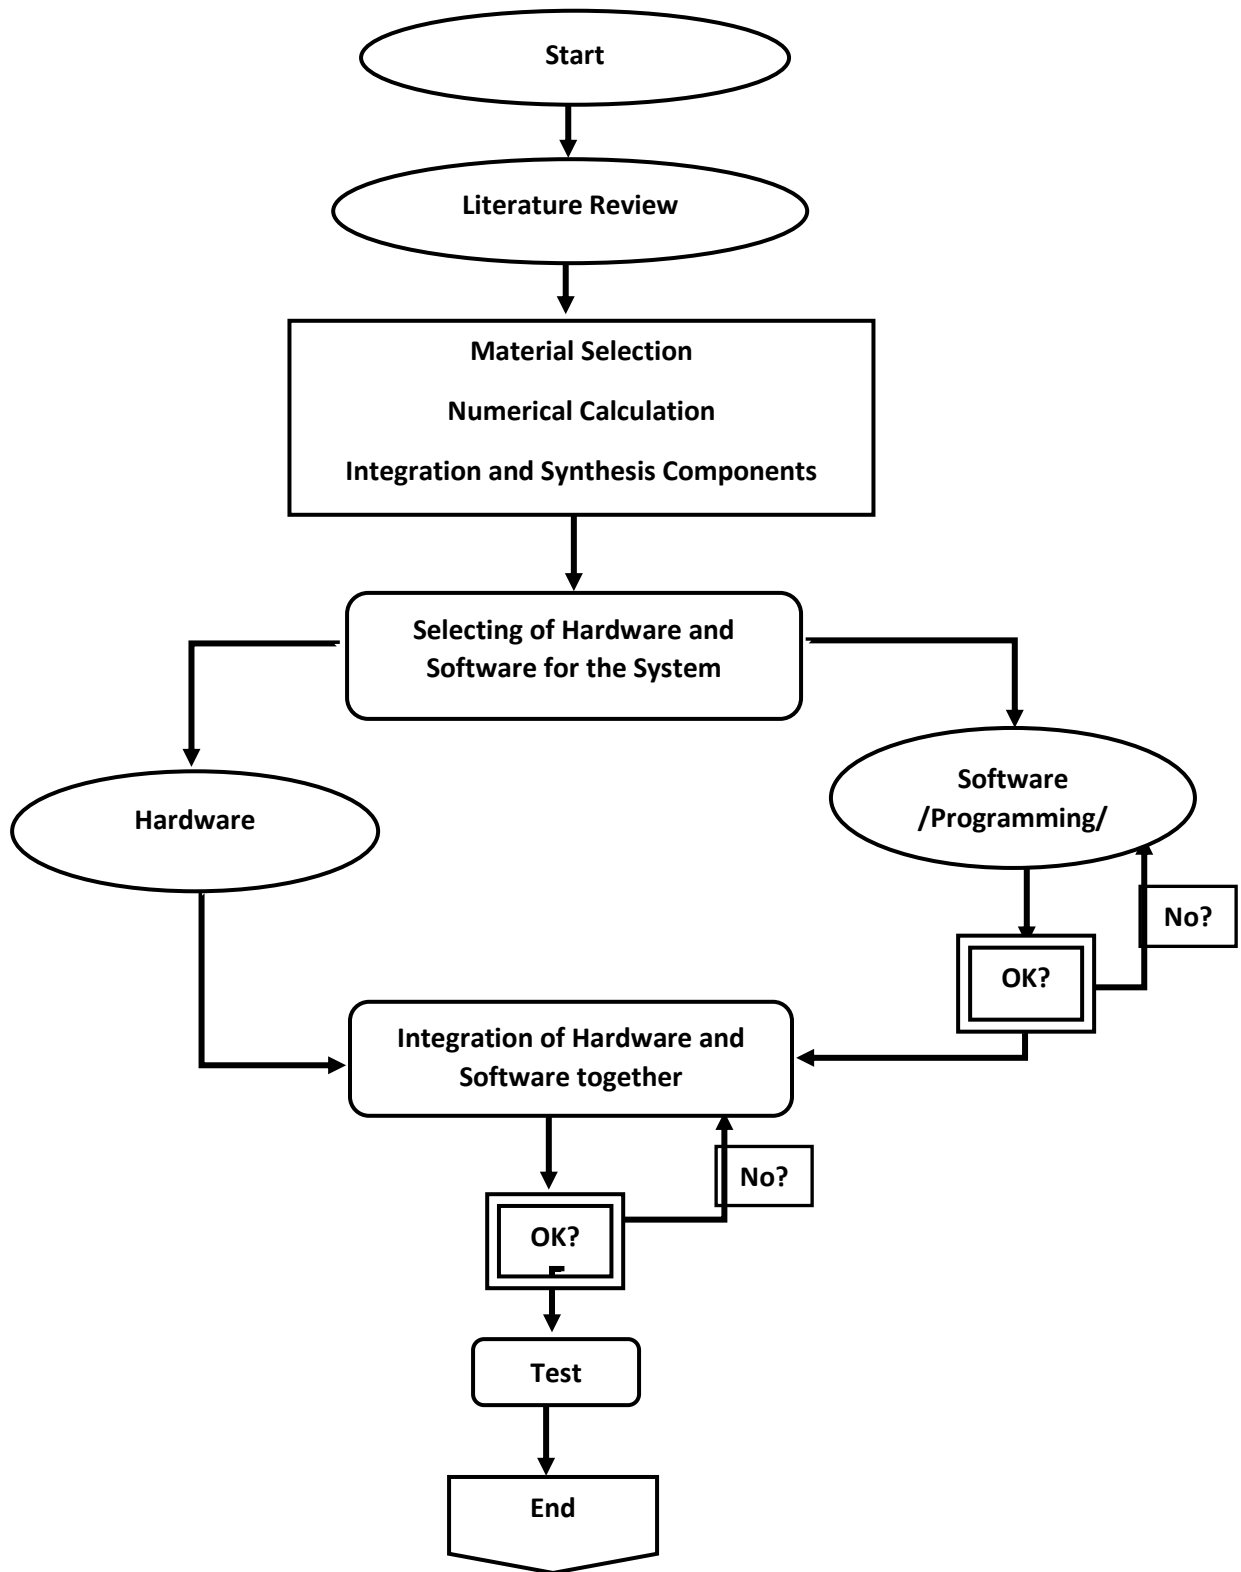 Start
Literature Review
Material Selection
Numerical Calculation
Integration and Synthesis Components
Selecting of Hardware and
Software for the System
Hardware
Software
/Programming/
No?
OK?
Integration of Hardware and
Software together
No?
OK?
Test
End